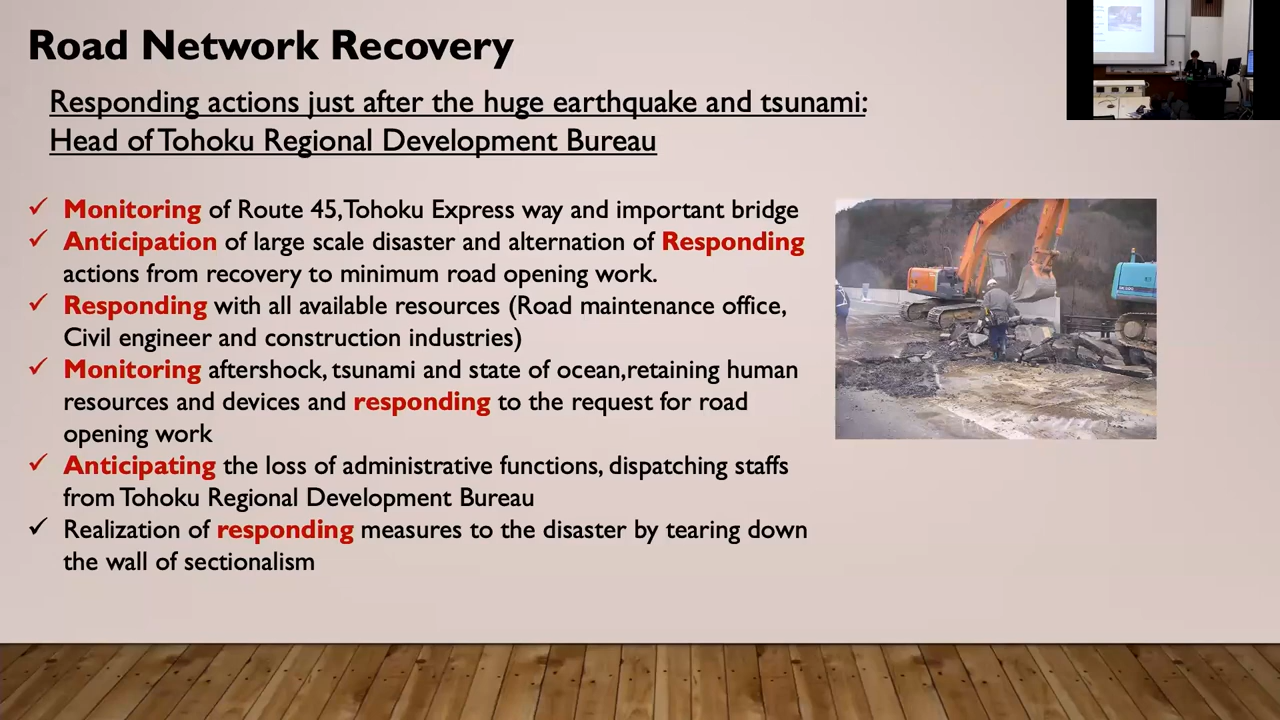 Road Network Recovery
Responding actions just after the huge earthquake and tsunami:
Head of Tohoku Regional Development Bureau
✓ Monitoring of Route 45,Tohoku Express way and important bridge
✓ Anticipation of large scale disaster and alternation of Responding
actions from recovery to minimum road opening work.
✓ Responding with all available resources (Road maintenance office,
Civil engineer and construction industries)
✓ Monitoring aftershock, tsunami and state of ocean,retaining human
resources and devices and responding to the request for road
opening work
✓ Anticipating the loss of administrative functions, dispatching staffs
from Tohoku Regional Development Bureau
✓ Realization of responding measures to the disaster by tearing down
the wall of sectionalism